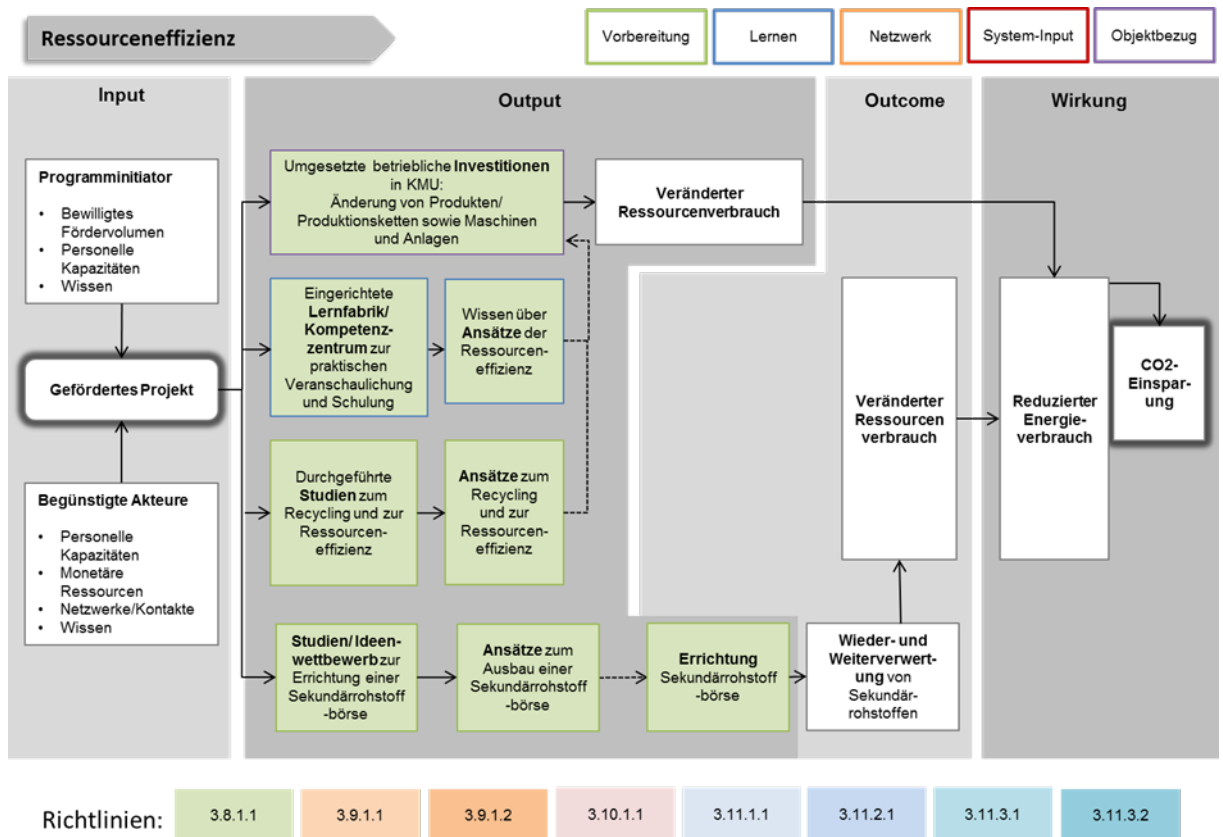 Ressourceneffizienz
Vorbereitung
Lernen
Netzwerk
System-Input
Objektbezug
Input
Output
Outcome
Wirkung
Programminitiator
• Bewilligtes
Fördervolumen
• Personelle
Kapazitäten
• Wissen
Gefördertes Projekt
Begünstigte Akteure
• Personelle
Kapazitäten
• Monetäre
Ressourcen
• Netzwerke/Kontakte
• Wissen
Umgesetzte betriebliche Investitionen
in KMU:
Änderung von Produkten/
Produktionsketten sowie Maschinen
und Anlagen
Veränderter
Ressourcenverbrauch
Eingerichtete
Lernfabrik/
Kompetenz-
zentrum zur
praktischen
Veranschaulichung
und Schulung
Wissen über
Ansätze der
Ressourcen-
effizienz
Durchgeführte
Studien zum
Recycling und zur
Ressourcen-
effizienz
Ansätze zum
Recycling
und zur
Ressourcen-
effizienz
Studien/ Ideen-
wettbewerb zur
Errichtung einer
Sekundärrohstoff
-börse
Ansätze zum
Ausbau einer
Sekundärrohstoff
-börse
Errichtung
Sekundärrohstoff
-börse
Wieder- und
Weiterverwert-
ung von
Sekundär-
rohstoffen
Veränderter
Ressourcen
verbrauch
Reduzierter
Energie-
verbrauch
CO2-
Einspar-
ung
Richtlinien:
3.8.1.1
3.9.1.1
3.9.1.2
3.10.1.1
3.11.1.1
3.11.2.1
3.11.3.1
3.11.3.2